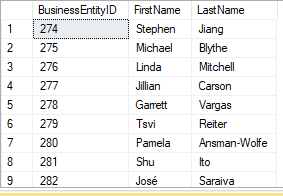 BusinessEntityID FirstName LastName
1 274 Stephen Jiang
2 275 Michael Blythe
3 276 Linda Mitchell
4 277 Jillian Carson
5 278 Garrett Vargas
6 279 Tsvi Reiter
7 280 Pamela Ansman-Wolfe
8 281 Shu Ito
9 282 José Saraiva